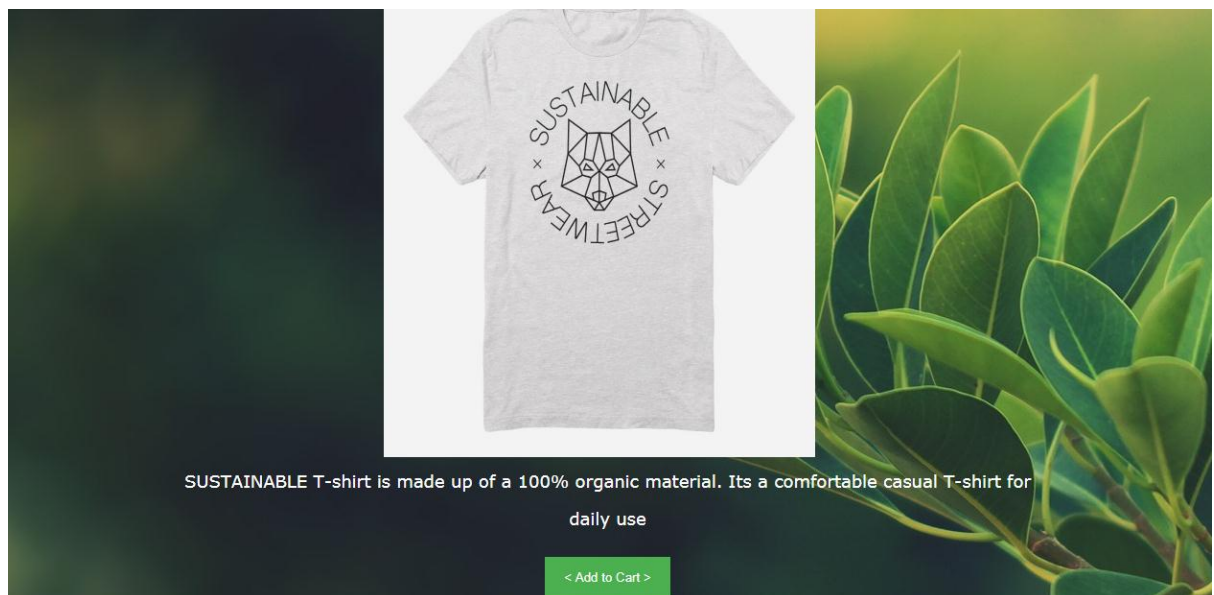 SUSTAINABLE
× ×
STREETWEAR
SUSTAINABLE T-shirt is made up of a 100% organic material. Its a comfortable casual T-shirt for
daily use
< Add to Cart >